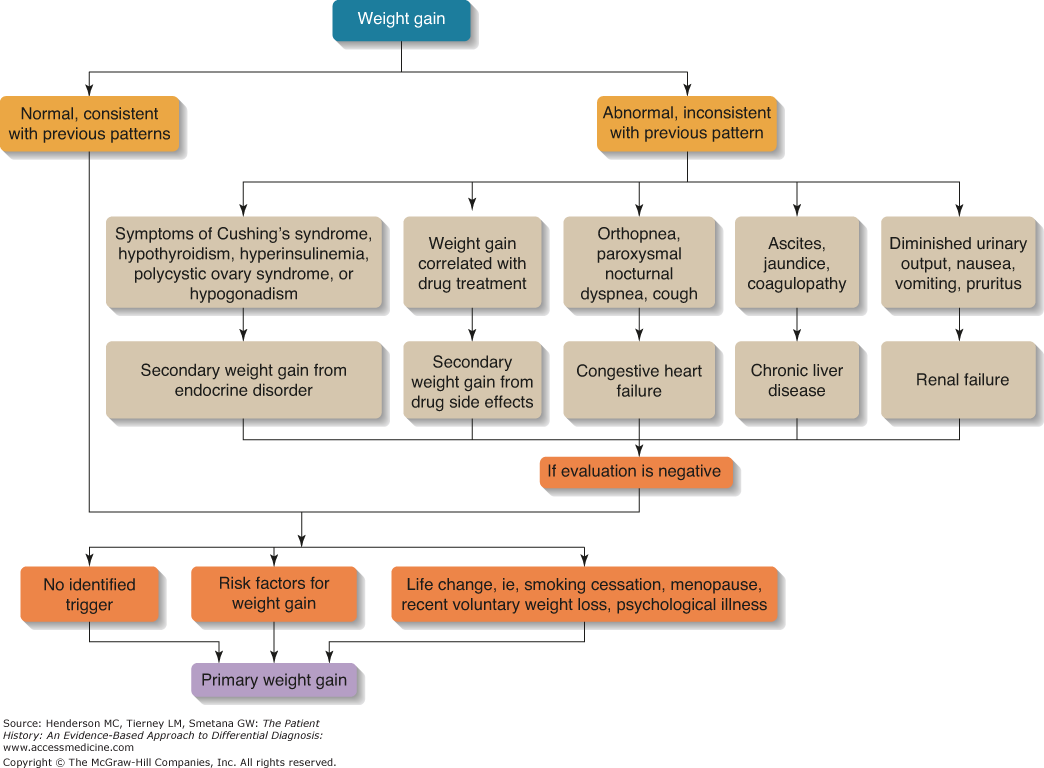 Weight gain
Normal, consistent
with previous patterns
Abnormal, inconsistent
with previous pattern
Symptoms of Cushing’s syndrome,
hypothyroidism, hyperinsulinemia,
polycystic ovary syndrome, or
hypogonadism
Weight gain
correlated with
drug treatment
Orthopnea,
paroxysmal
nocturnal
dyspnea, cough
Ascites,
jaundice,
coagulopathy
Diminished urinary
output, nausea,
vomiting, pruritus
Secondary weight gain from
endocrine disorder
Secondary
weight gain from
drug side effects
Congestive heart
failure
Chronic liver
disease
Renal failure
If evaluation is negative
No identified
trigger
Risk factors for
weight gain
Life change, ie, smoking cessation, menopause,
recent voluntary weight loss, psychological illness
Primary weight gain
Source: Henderson MC, Tierney LM, Smetana GW: The Patient
History: An Evidence-Based Approach to Differential Diagnosis:
www.accessmedicine.com
Copyright © The McGraw-Hill Companies, Inc. All rights reserved.